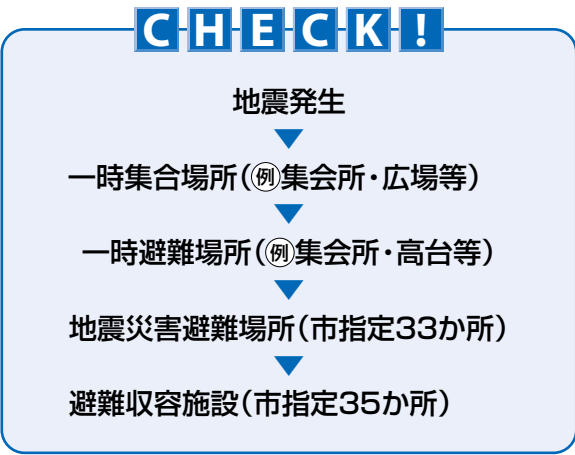 CHECK!
地震発生
▼
一時集合場所(㋹集会所・広場等)
▼
一時避難場所(㋹集会所・高台等)
▼
地震災害避難場所(市指定33か所)
▼
避難収容施設(市指定35か所)